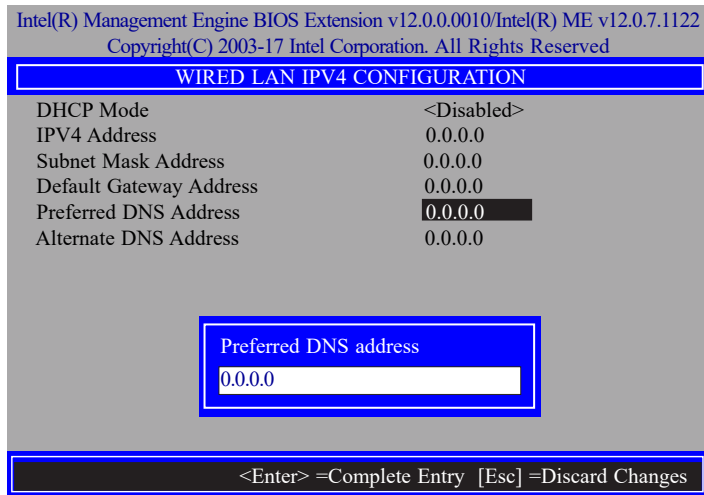 Intel(R) Management Engine BIOS Extension v12.0.0.0010/Intel(R) ME v12.0.7.1122
Copyright(C) 2003-17 Intel Corporation. All Rights Reserved
WIRED LAN IPV4 CONFIGURATION
DHCP Mode <Disabled>
IPV4 Address 0.0.0.0
Subnet Mask Address 0.0.0.0
Default Gateway Address 0.0.0.0
Preferred DNS Address 0.0.0.0
Alternate DNS Address 0.0.0.0
Preferred DNS address
0.0.0.0
<Enter> =Complete Entry [Esc] =Discard Changes